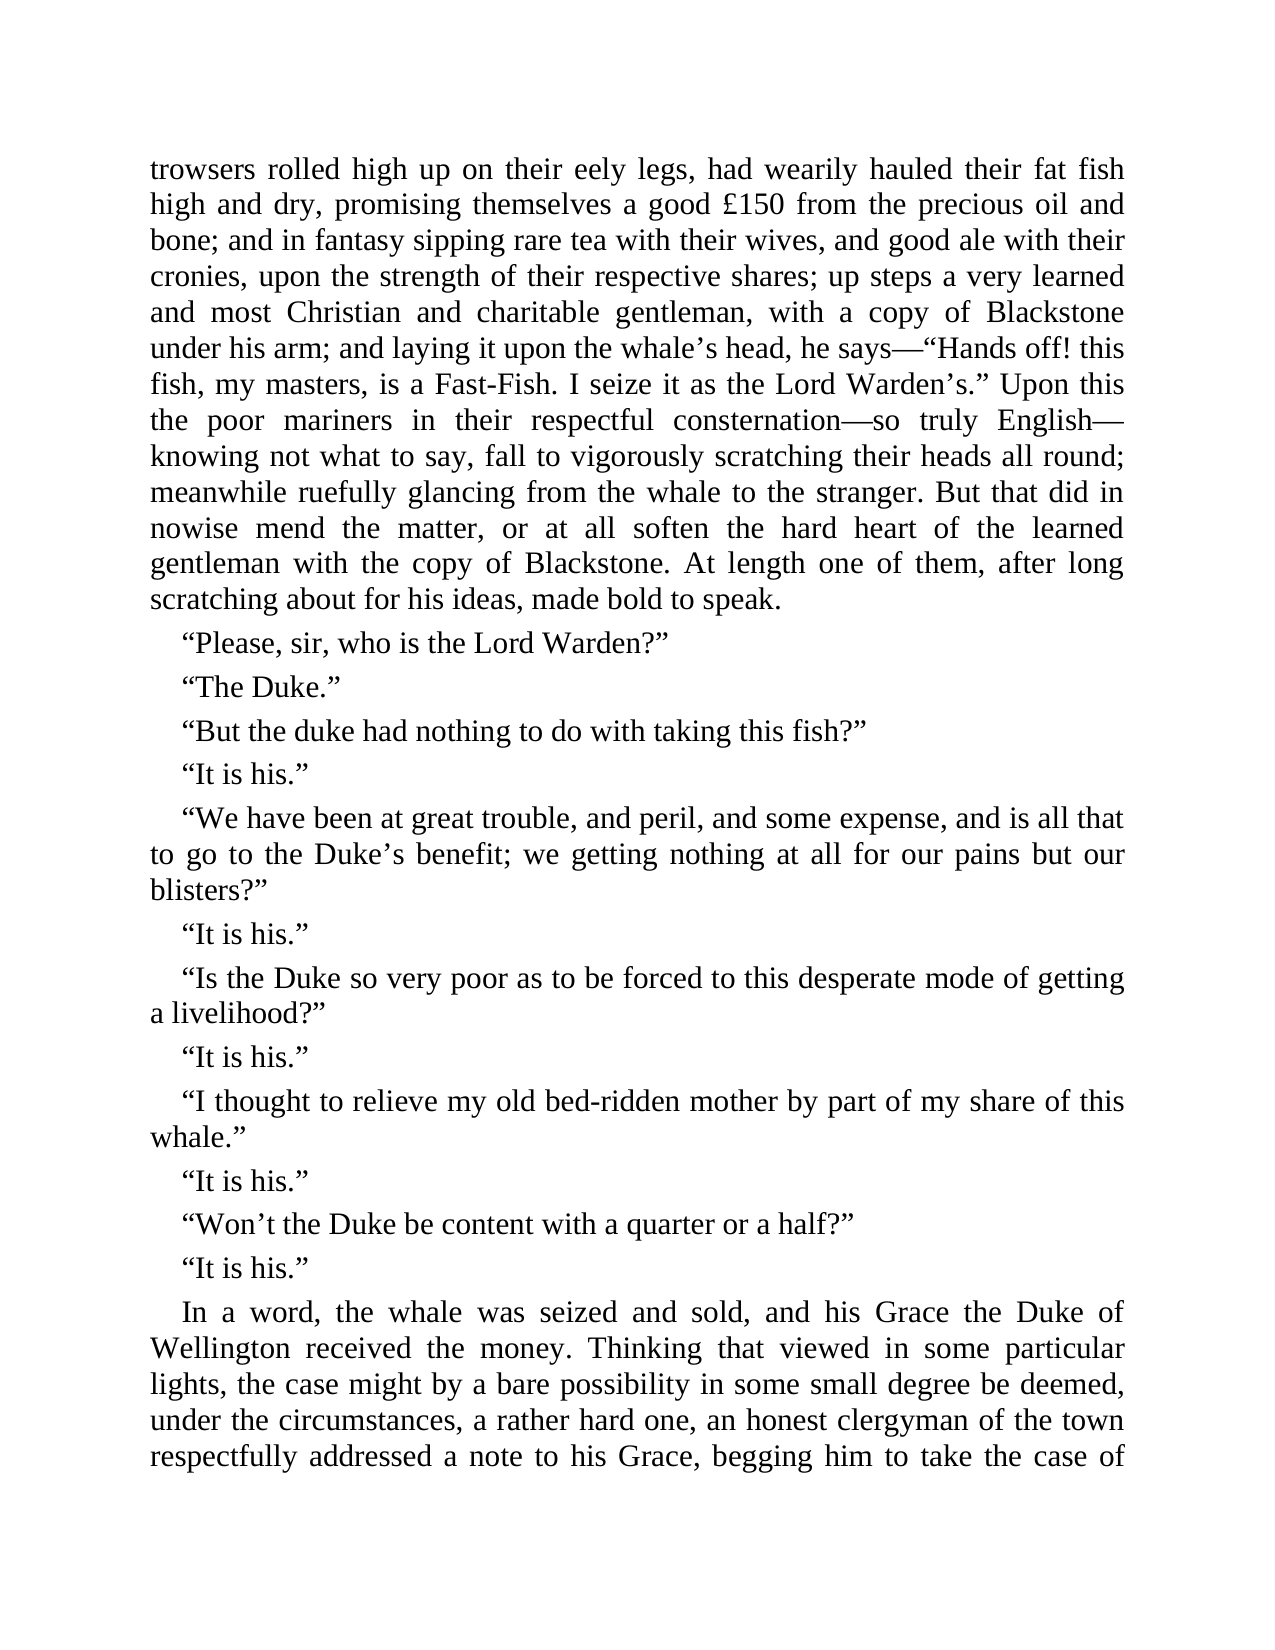 trowsers rolled high up on their eely legs, had wearily hauled their fat fish
high and dry, promising themselves a good £150 from the precious oil and
bone; and in fantasy sipping rare tea with their wives, and good ale with their
cronies, upon the strength of their respective shares; up steps a very learned
and most Christian and charitable gentleman, with a copy of Blackstone
under his arm; and laying it upon the whale’s head, he says—“Hands off! this
fish, my masters, is a Fast-Fish. I seize it as the Lord Warden’s.” Upon this
the poor mariners in their respectful consternation—so truly English—
knowing not what to say, fall to vigorously scratching their heads all round;
meanwhile ruefully glancing from the whale to the stranger. But that did in
nowise mend the matter, or at all soften the hard heart of the learned
gentleman with the copy of Blackstone. At length one of them, after long
scratching about for his ideas, made bold to speak.
“Please, sir, who is the Lord Warden?”
“The Duke.”
“But the duke had nothing to do with taking this fish?”
“It is his.”
“We have been at great trouble, and peril, and some expense, and is all that
to go to the Duke’s benefit; we getting nothing at all for our pains but our
blisters?”
“It is his.”
“Is the Duke so very poor as to be forced to this desperate mode of getting
a livelihood?”
“It is his.”
“I thought to relieve my old bed-ridden mother by part of my share of this
whale.”
“It is his.”
“Won’t the Duke be content with a quarter or a half?”
“It is his.”
In a word, the whale was seized and sold, and his Grace the Duke of
Wellington received the money. Thinking that viewed in some particular
lights, the case might by a bare possibility in some small degree be deemed,
under the circumstances, a rather hard one, an honest clergyman of the town
respectfully addressed a note to his Grace, begging him to take the case of